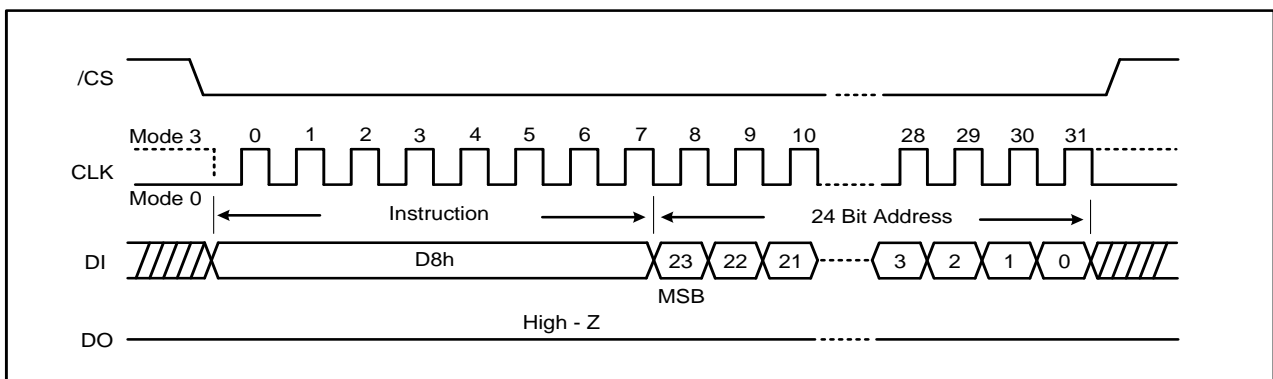 /CS
Mode 3 0 1 2 3 4 5 6 7 8 9 10 28 29 30 31
CLK
Mode 0
Instruction 24 Bit Address
DI D8h 23 22 21 3 2 1 0
MSB
High - Z
DO